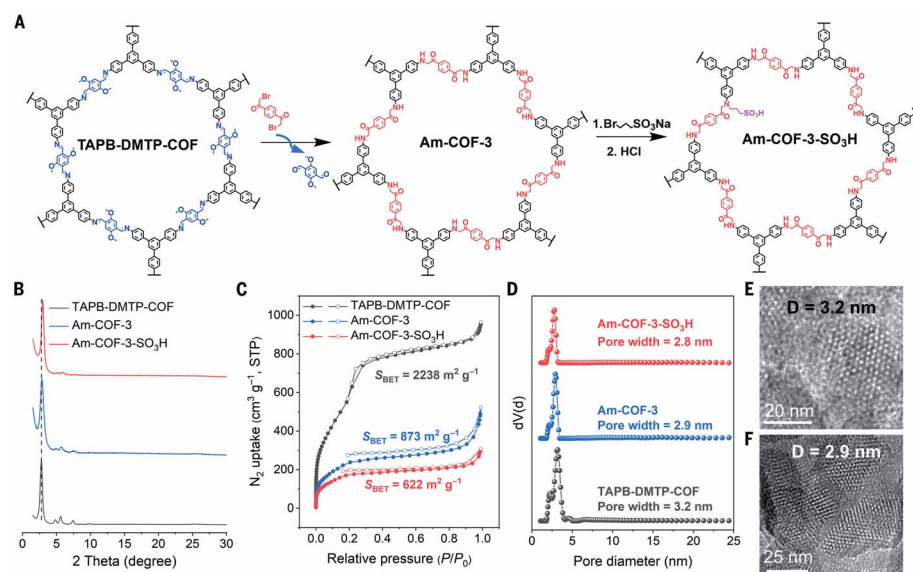 A
TAPB-DMTP-COF
Am-COF-3
1.Br SO₃Na
2. HCl
SO₃H
Am-COF-3-SO₃H
B
TAPB-DMTP-COF
Am-COF-3
Am-COF-3-SO₃H
0 5 10 15 20 25 30
2 Theta (degree)
C
TAPB-DMTP-COF
Am-COF-3
Am-COF-3-SO₃H
S_BET = 2238 m² g⁻¹
S_BET = 873 m² g⁻¹
S_BET = 622 m² g⁻¹
N₂ uptake (cm³ g⁻¹, STP)
0 200 400 600 800 1000
0.0 0.2 0.4 0.6 0.8 1.0
Relative pressure (P/P₀)
D
Am-COF-3-SO₃H
Pore width = 2.8 nm
Am-COF-3
Pore width = 2.9 nm
TAPB-DMTP-COF
Pore width = 3.2 nm
dV(d)
0 5 10 15 20 25
Pore diameter (nm)
E
D = 3.2 nm
20 nm
F
D = 2.9 nm
25 nm